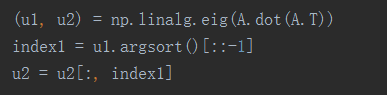 (u1, u2) = np.linalg.eig(A.dot(A.T))
index1 = u1.argsort()[::-1]
u2 = u2[:, index1]